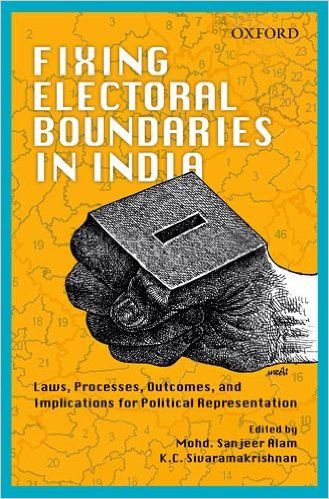 OXFORD
FIXING
ELECTORAL
BOUNDARIES
IN INDIA
Laws, Processes, Outcomes, and
Implications for Political Representation
Edited by
Mohd. Sanjeer Alam
K.C. Sivaramakrishnan